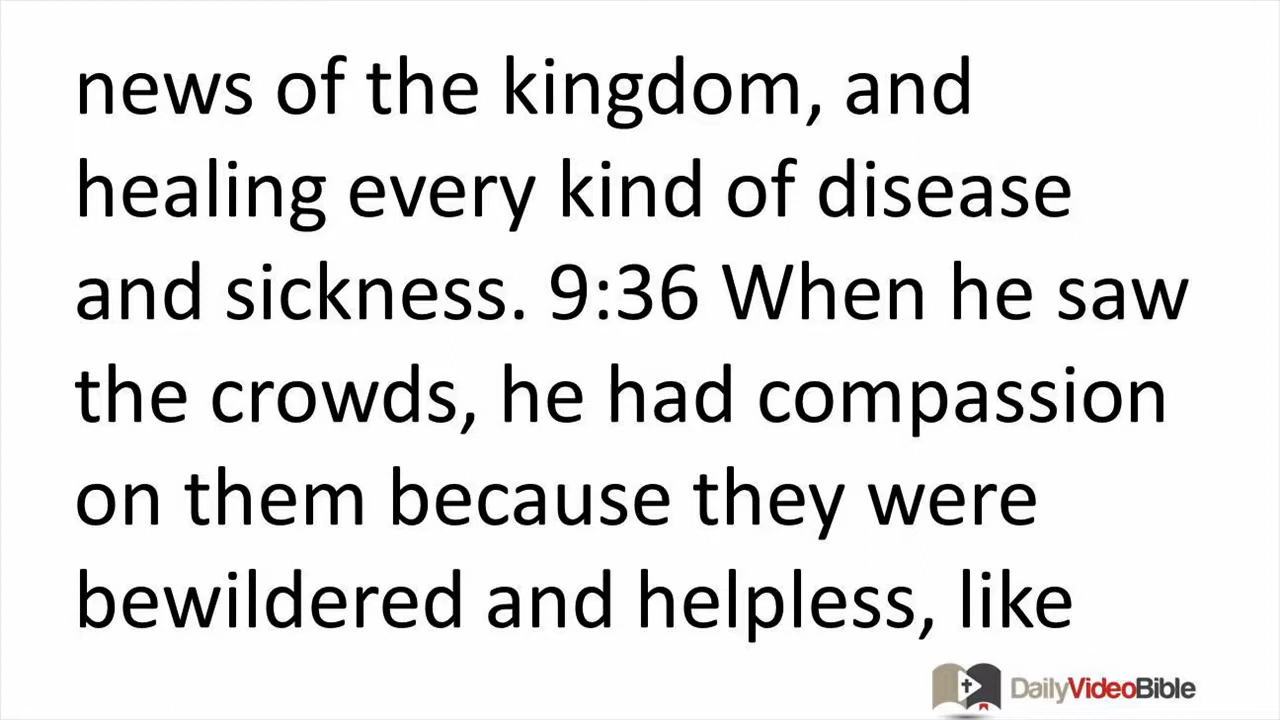 news of the kingdom, and
healing every kind of disease
and sickness. 9:36 When he saw
the crowds, he had compassion
on them because they were
bewildered and helpless, like
DailyVideoBible